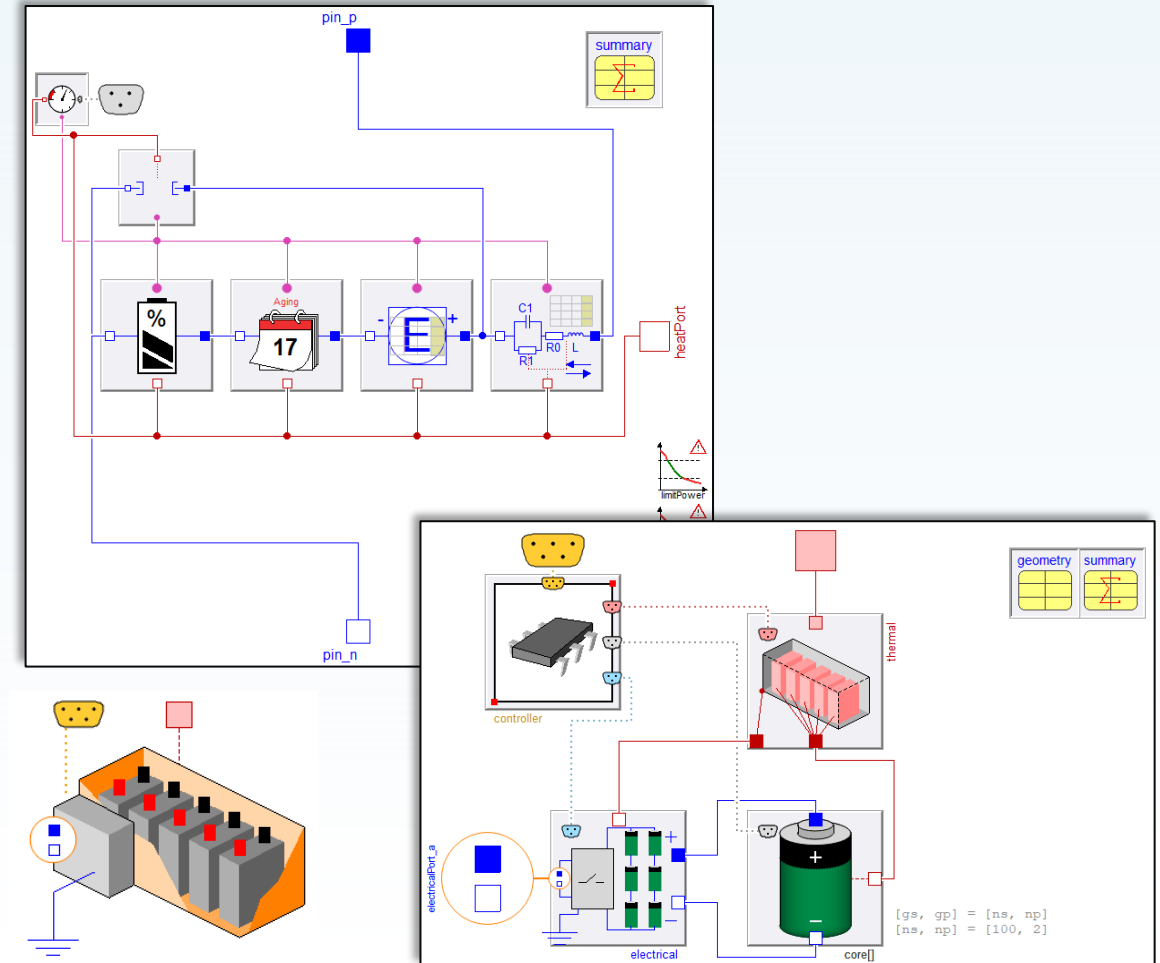 pin_p
summary
Aging
%
17
-
E
+
C1
R1
R0
L
heatPort
limitPower
pin_n
geometry
summary
controller
thermal
electricalPort_a
+
−
electrical
+
−
core[]
[gs, gp] = [ns, np]
[ns, np] = [100, 2]